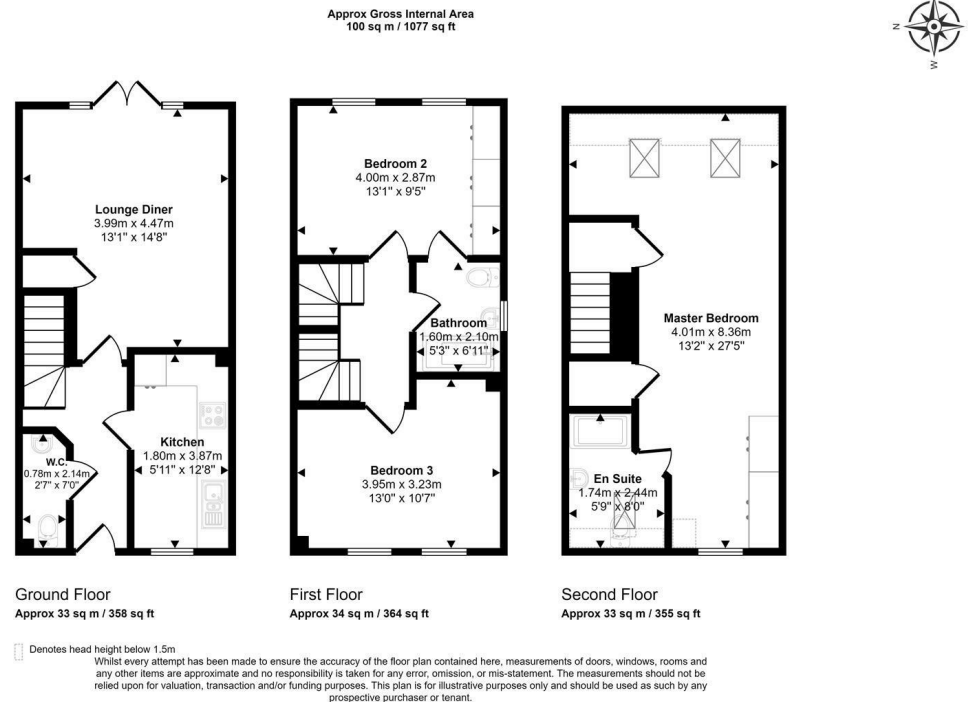 Approx Gross Internal Area
100 sq m / 1077 sq ft
N
W
Lounge Diner
3.99m x 4.47m
13'1" x 14'8"
Kitchen
1.80m x 3.87m
5'11" x 12'8"
W.C.
0.78m x 2.14m
2'7" x 7'0"
Bedroom 2
4.00m x 2.87m
13'1" x 9'5"
Bathroom
1.60m x 2.10m
5'3" x 6'11"
Bedroom 3
3.95m x 3.23m
13'0" x 10'7"
Master Bedroom
4.01m x 8.36m
13'2" x 27'5"
En Suite
1.74m x 2.44m
5'9" x 8'0"
Ground Floor
Approx 33 sq m / 358 sq ft
First Floor
Approx 34 sq m / 364 sq ft
Second Floor
Approx 33 sq m / 355 sq ft
Denotes head height below 1.5m
Whilst every attempt has been made to ensure the accuracy of the floor plan contained here, measurements of doors, windows, rooms and
any other items are approximate and no responsibility is taken for any error, omission, or mis-statement. The measurements should not be
relied upon for valuation, transaction and/or funding purposes. This plan is for illustrative purposes only and should be used as such by any
prospective purchaser or tenant.